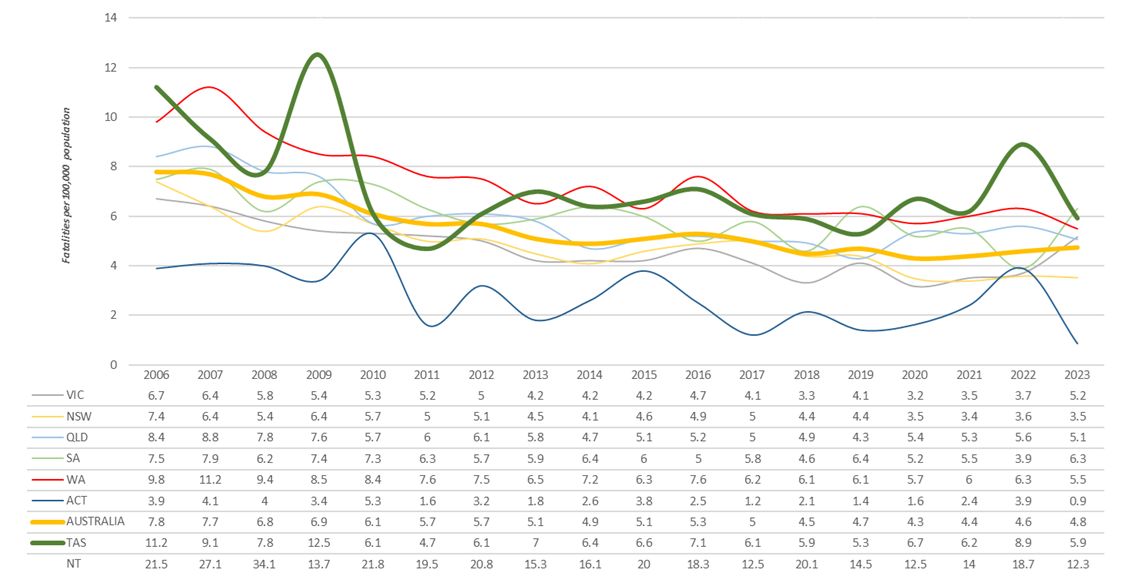 14
12
10
8
6
4
2
0
Fatalities per 100,000 population
2006 2007 2008 2009 2010 2011 2012 2013 2014 2015 2016 2017 2018 2019 2020 2021 2022 2023
VIC 6.7 6.4 5.8 5.4 5.3 5.2 5 4.2 4.2 4.2 4.7 4.1 3.3 4.1 3.2 3.5 3.7 5.2
NSW 7.4 6.4 5.4 6.4 5.7 5 5.1 4.5 4.1 4.6 4.9 5 4.4 4.4 3.5 3.4 3.6 3.5
QLD 8.4 8.8 7.8 7.6 5.7 6 6.1 5.8 4.7 5.1 5.2 5 4.9 4.3 5.4 5.3 5.6 5.1
SA 7.5 7.9 6.2 7.4 7.3 6.3 5.7 5.9 6.4 6 5 5.8 4.6 6.4 5.2 5.5 3.9 6.3
WA 9.8 11.2 9.4 8.5 8.4 7.6 7.5 6.5 7.2 6.3 7.6 6.2 6.1 6.1 5.7 6 6.3 5.5
ACT 3.9 4.1 4 3.4 5.3 1.6 3.2 1.8 2.6 3.8 2.5 1.2 2.1 1.4 1.6 2.4 3.9 0.9
AUSTRALIA 7.8 7.7 6.8 6.9 6.1 5.7 5.7 5.1 4.9 5.1 5.3 5 4.5 4.7 4.3 4.4 4.6 4.8
TAS 11.2 9.1 7.8 12.5 6.1 4.7 6.1 7 6.4 6.6 7.1 6.1 5.9 5.3 6.7 6.2 8.9 5.9
NT 21.5 27.1 34.1 13.7 21.8 19.5 20.8 15.3 16.1 20 18.3 12.5 20.1 14.5 12.5 14 18.7 12.3